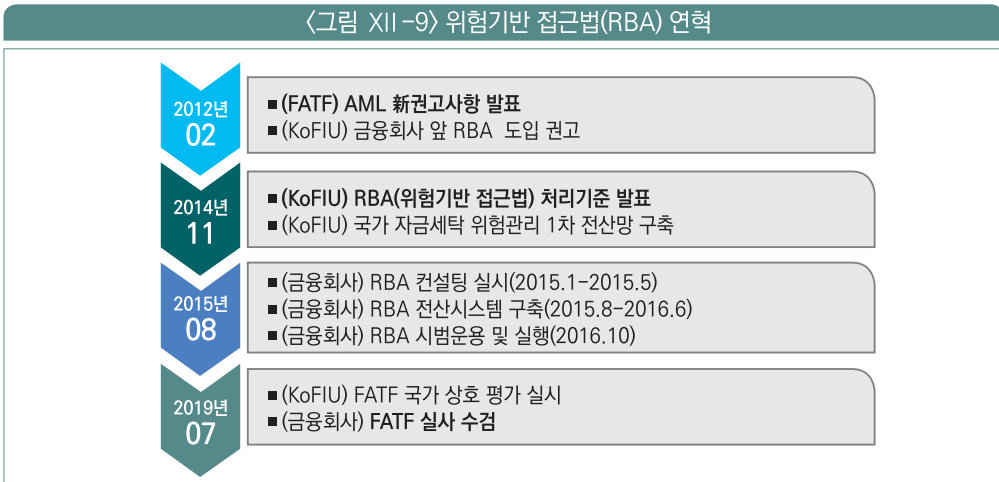 〈그림 XII-9〉 위험기반 접근법(RBA) 연혁
2012년
02
■ (FATF) AML 新권고사항 발표
■ (KoFIU) 금융회사 앞 RBA 도입 권고
2014년
11
■ (KoFIU) RBA(위험기반 접근법) 처리기준 발표
■ (KoFIU) 국가 자금세탁 위험관리 1차 전산망 구축
2015년
08
■ (금융회사) RBA 컨설팅 실시(2015.1-2015.5)
■ (금융회사) RBA 전산시스템 구축(2015.8-2016.6)
■ (금융회사) RBA 시범운용 및 실행(2016.10)
2019년
07
■ (KoFIU) FATF 국가 상호 평가 실시
■ (금융회사) FATF 실사 수검